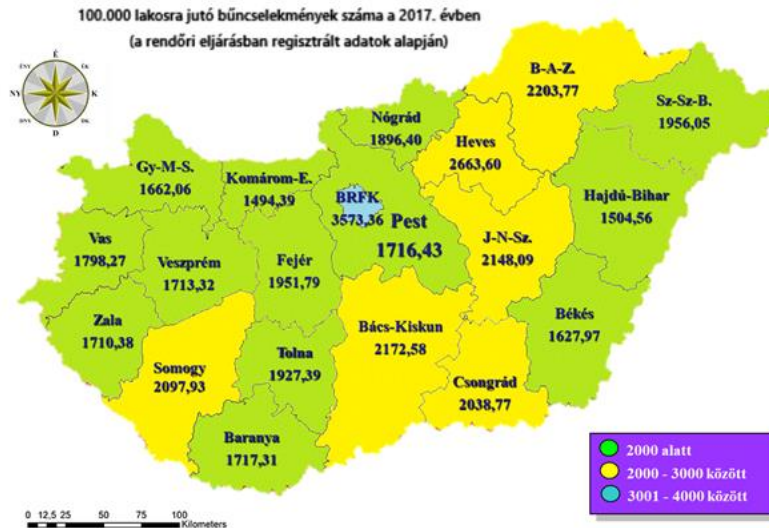 100.000 lakosra jutó bűncselekmények száma a 2017. évben
(a rendőri eljárásban regisztrált adatok alapján)
É
ÉNY
ÉK
NY
K
DNY
DK
D
B-A-Z.
2203,77
Sz-Sz-B.
1956,05
Nógrád
1896,40
Heves
2663,60
Gy-M-S.
1662,06
Komárom-E.
1494,39
Hajdú-Bihar
1504,56
BRFK
3573,36
Pest
1716,43
J-N-Sz.
2148,09
Vas
1798,27
Veszprém
1713,32
Fejér
1951,79
Békés
1627,97
Zala
1710,38
Bács-Kiskun
2172,58
Somogy
2097,93
Tolna
1927,39
Csongrád
2038,77
Baranya
1717,31
2000 alatt
2000 - 3000 között
3001 - 4000 között
0 12,5 25 50 75 100
Kilometers